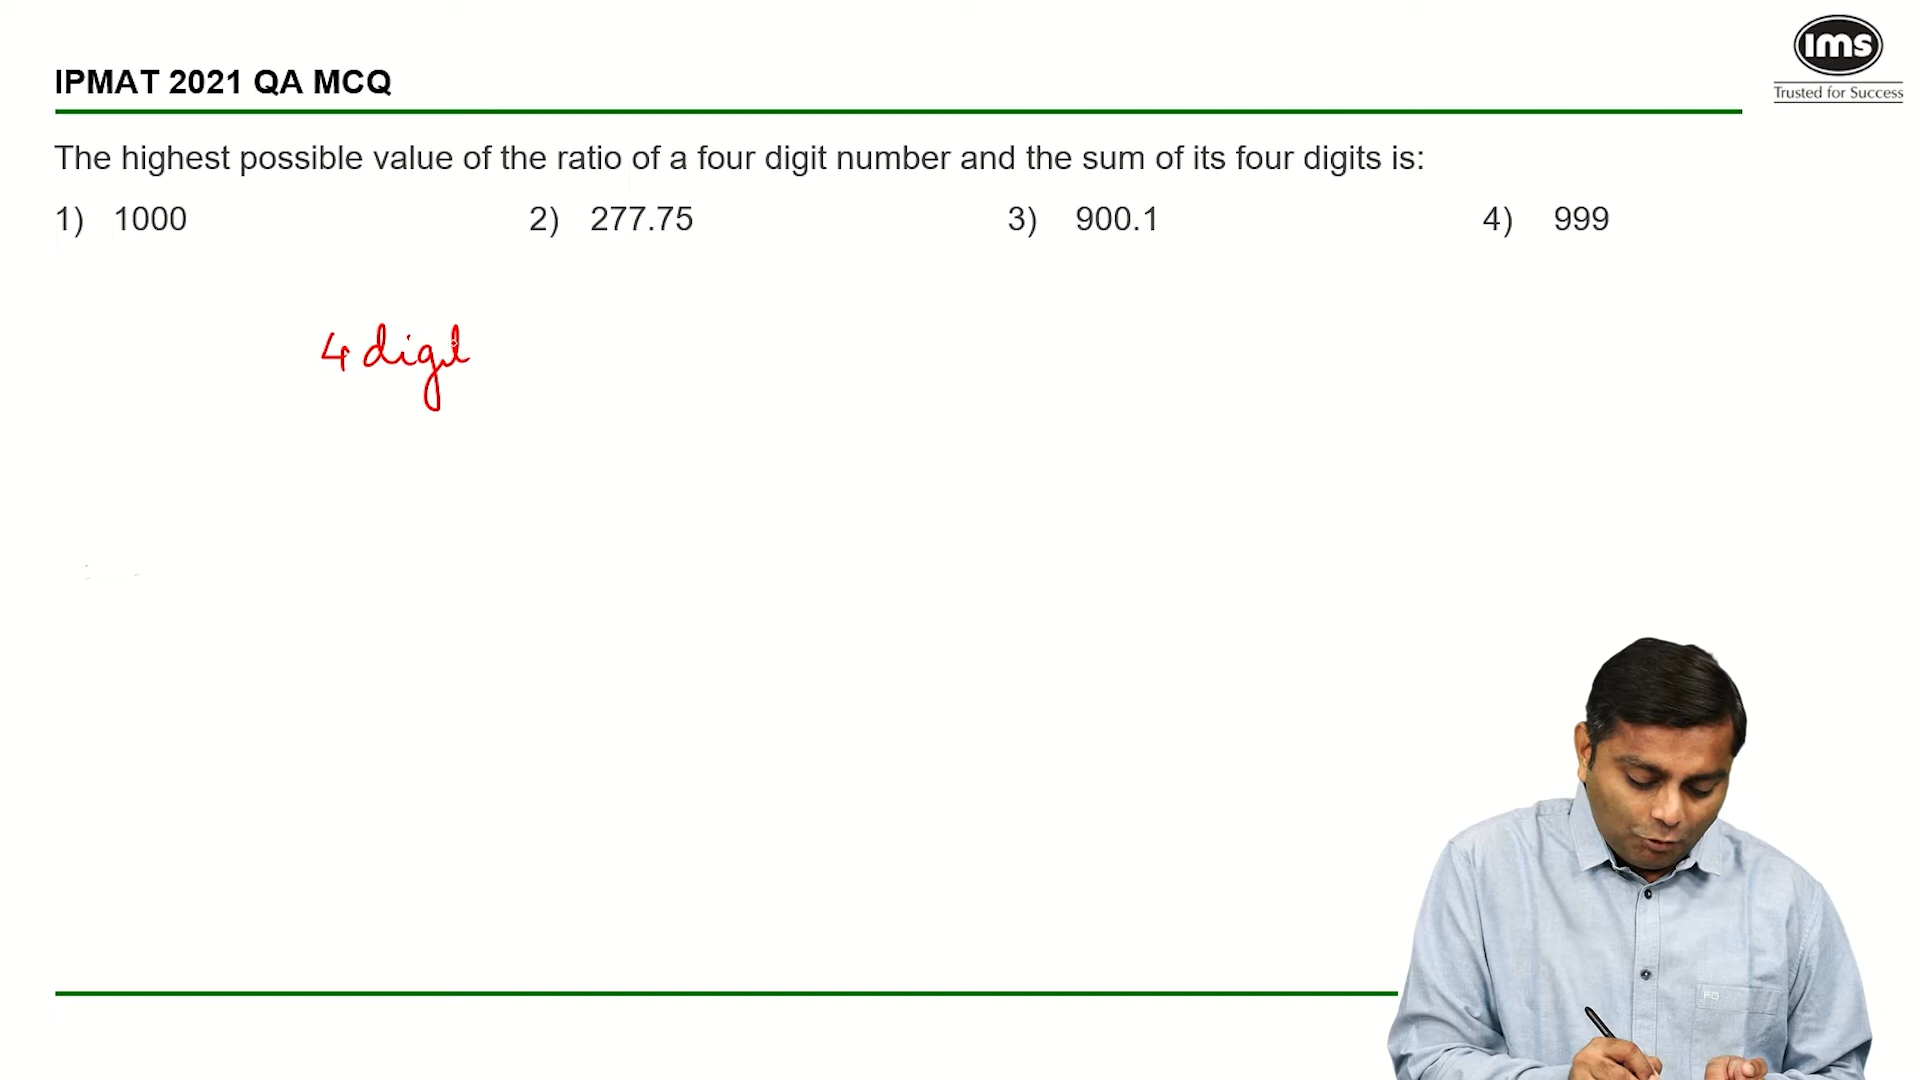 IPMAT 2021 QA MCQ
ims
Trusted for Success
The highest possible value of the ratio of a four digit number and the sum of its four digits is:
1) 1000 2) 277.75 3) 900.1 4) 999
4 digit